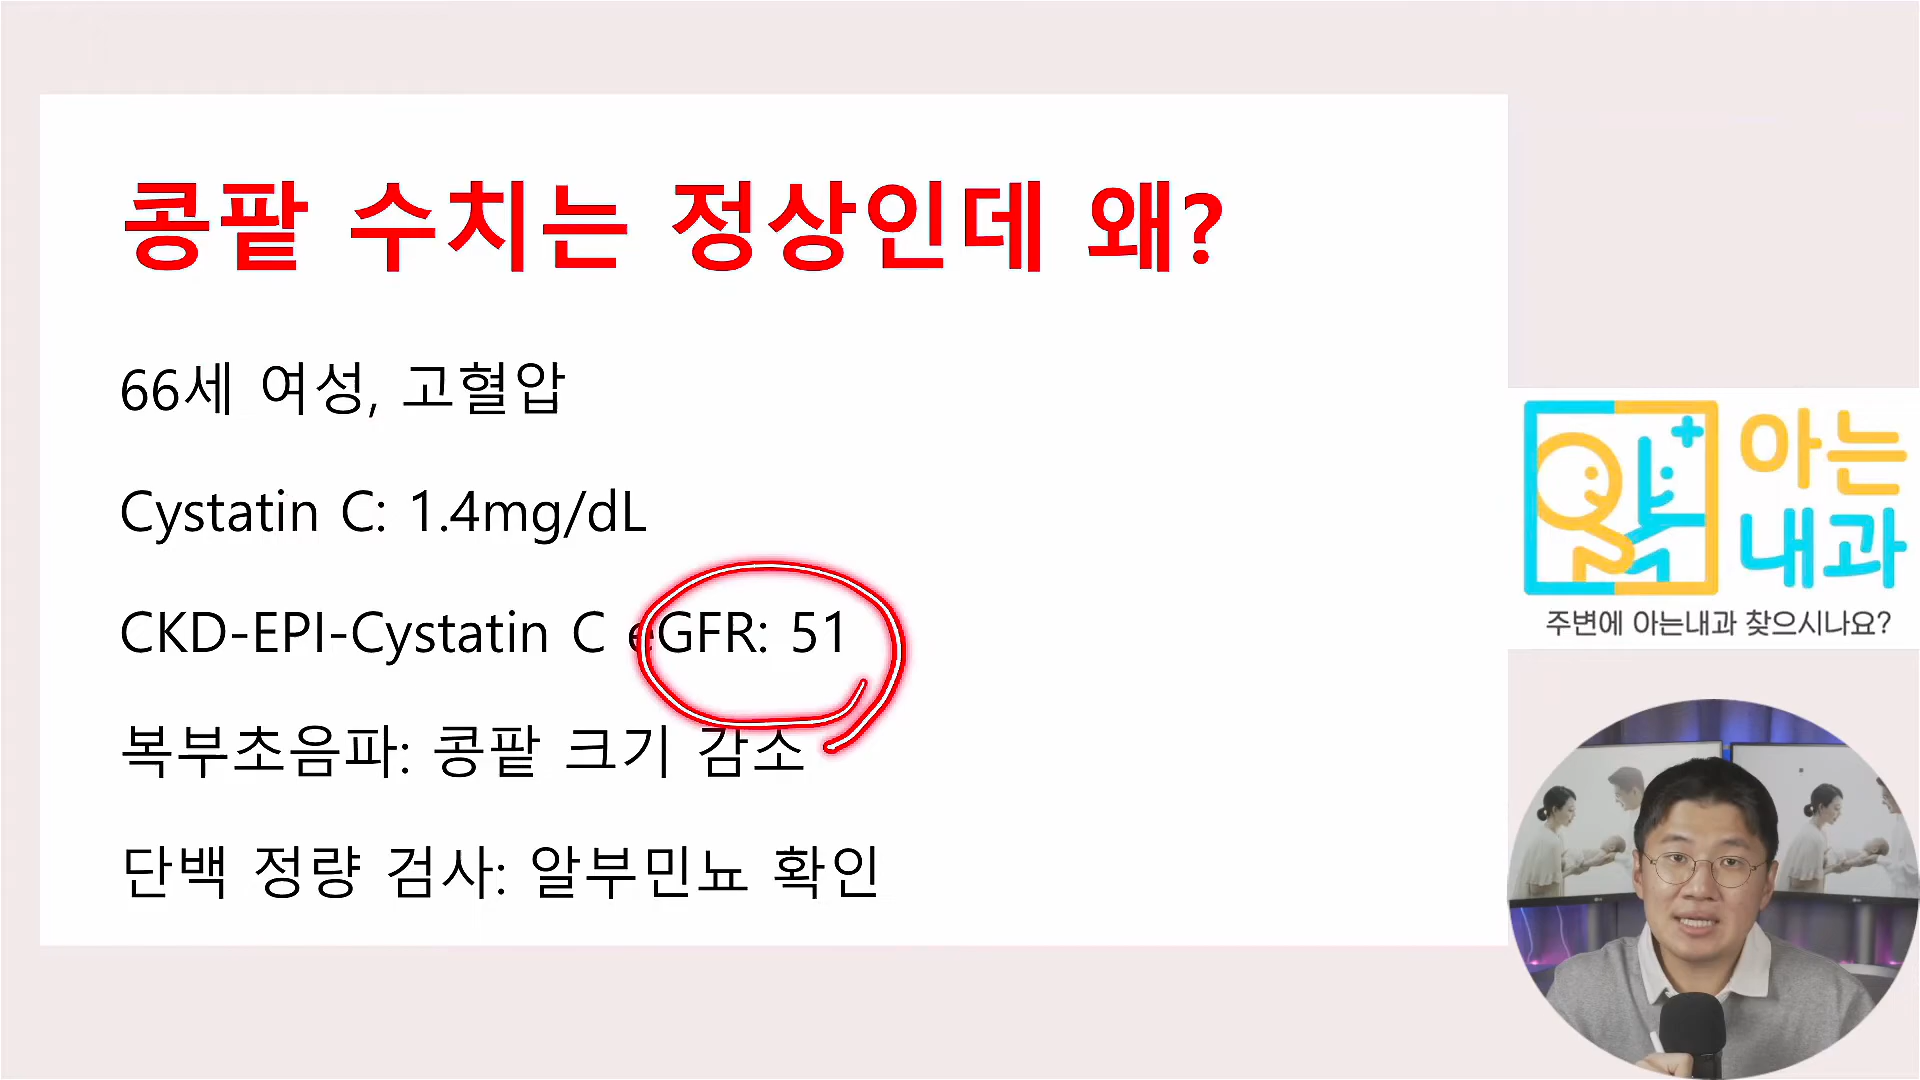 콩팥 수치는 정상인데 왜?
66세 여성, 고혈압
Cystatin C: 1.4mg/dL
CKD-EPI-Cystatin C eGFR: 51
복부초음파: 콩팥 크기 감소
단백 정량 검사: 알부민뇨 확인
아는
내과
주변에 아는내과 찾으시나요?